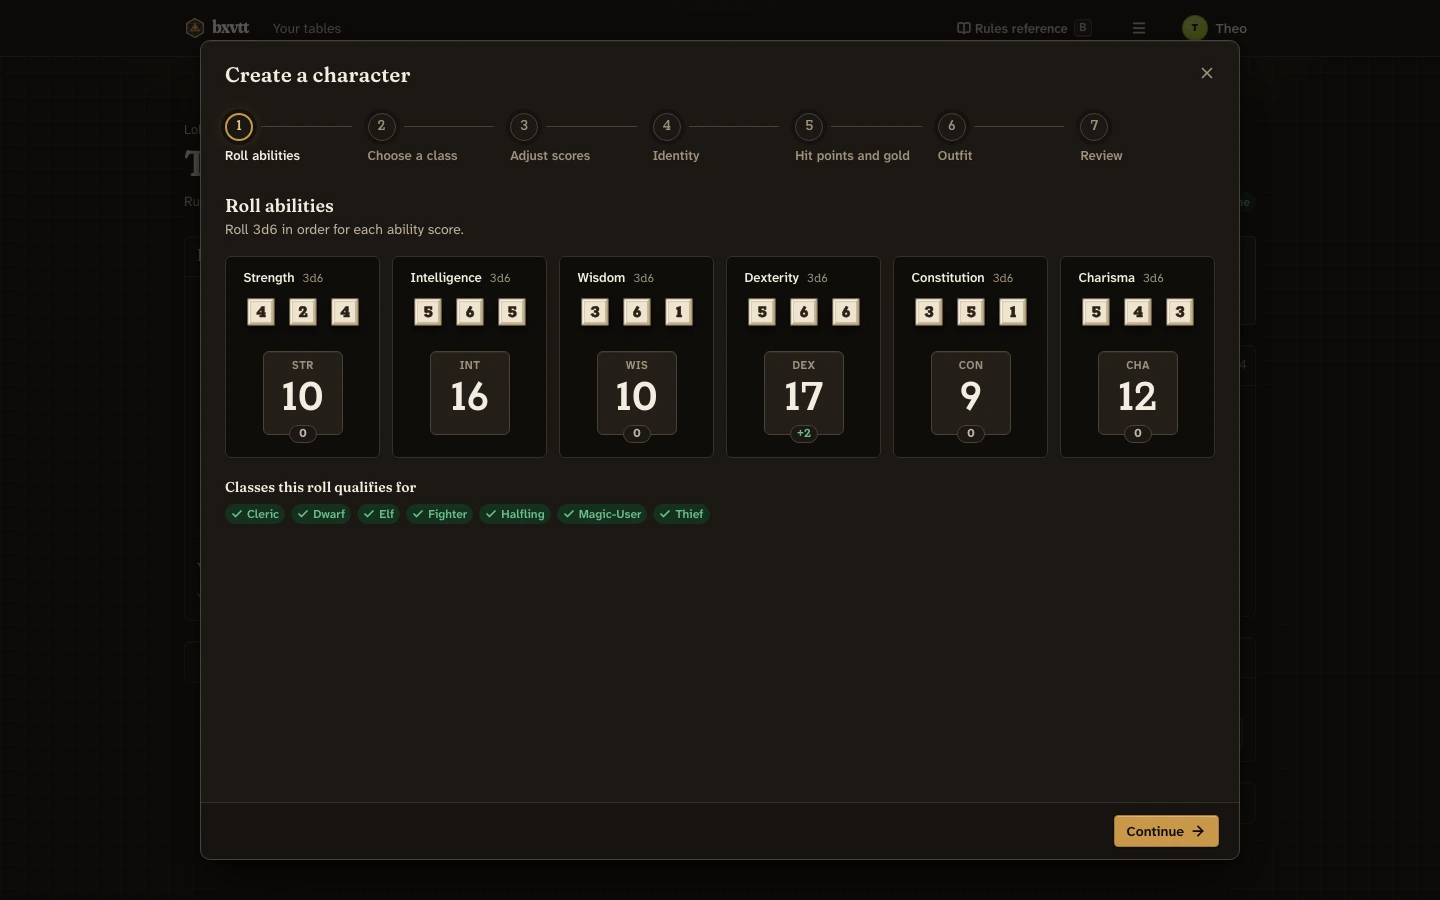 bxvtt Your tables Rules reference B T Theo
Create a character
1 2 3 4 5 6 7
Roll abilities Choose a class Adjust scores Identity Hit points and gold Outfit Review
Roll abilities
Roll 3d6 in order for each ability score.
Strength 3d6 Intelligence 3d6 Wisdom 3d6 Dexterity 3d6 Constitution 3d6 Charisma 3d6
4 2 4 5 6 5 3 6 1 5 6 6 3 5 1 5 4 3
STR INT WIS DEX CON CHA
10 16 10 17 9 12
0 0 +2 0 0
Classes this roll qualifies for
Cleric Dwarf Elf Fighter Halfling Magic-User Thief
Continue